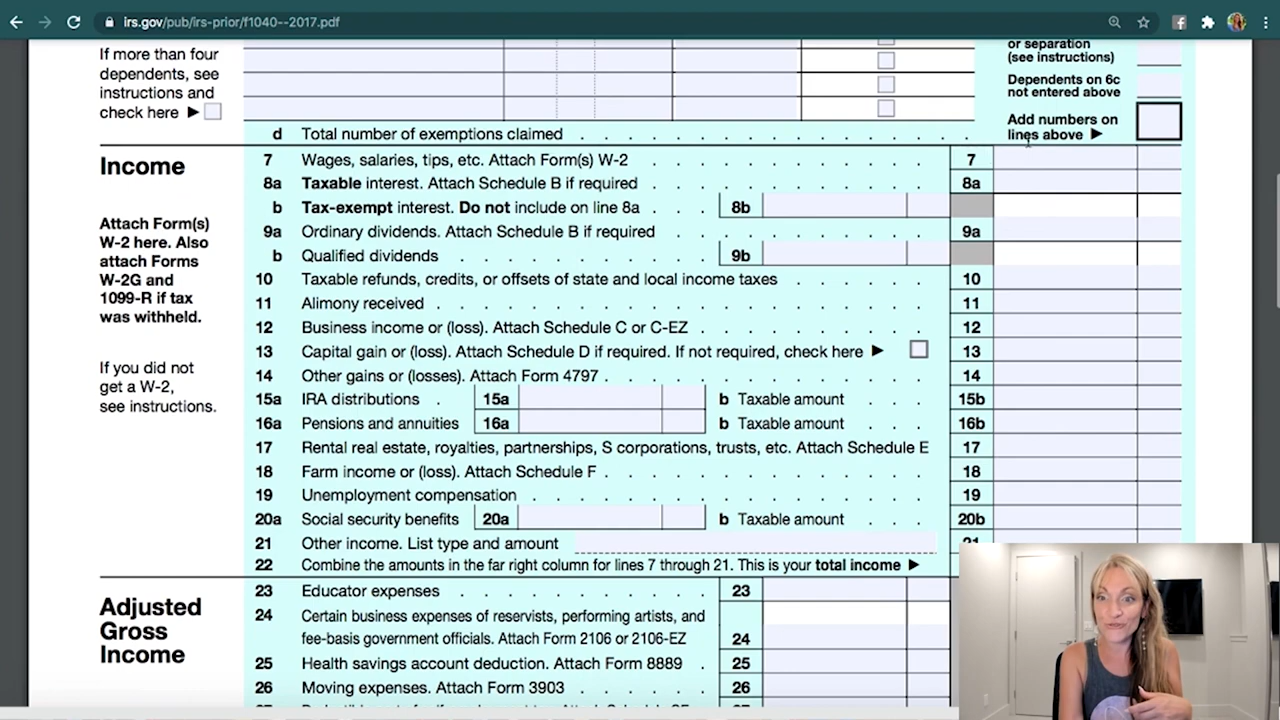 irs.gov/pub/irs-prior/f1040--2017.pdf
If more than four
dependents, see
instructions and
check here ►
or separation
(see instructions)
Dependents on 6c
not entered above
Add numbers on
lines above ►
d Total number of exemptions claimed
Income
Attach Form(s)
W-2 here. Also
attach Forms
W-2G and
1099-R if tax
was withheld.
If you did not
get a W-2,
see instructions.
7 Wages, salaries, tips, etc. Attach Form(s) W-2 7
8a Taxable interest. Attach Schedule B if required 8a
b Tax-exempt interest. Do not include on line 8a 8b
9a Ordinary dividends. Attach Schedule B if required 9a
b Qualified dividends 9b
10 Taxable refunds, credits, or offsets of state and local income taxes 10
11 Alimony received 11
12 Business income or (loss). Attach Schedule C or C-EZ 12
13 Capital gain or (loss). Attach Schedule D if required. If not required, check here ► 13
14 Other gains or (losses). Attach Form 4797 14
15a IRA distributions 15a b Taxable amount 15b
16a Pensions and annuities 16a b Taxable amount 16b
17 Rental real estate, royalties, partnerships, S corporations, trusts, etc. Attach Schedule E 17
18 Farm income or (loss). Attach Schedule F 18
19 Unemployment compensation 19
20a Social security benefits 20a b Taxable amount 20b
21 Other income. List type and amount 21
22 Combine the amounts in the far right column for lines 7 through 21. This is your total income ►
Adjusted
Gross
Income
23 Educator expenses 23
24 Certain business expenses of reservists, performing artists, and
fee-basis government officials. Attach Form 2106 or 2106-EZ 24
25 Health savings account deduction. Attach Form 8889 25
26 Moving expenses. Attach Form 3903 26